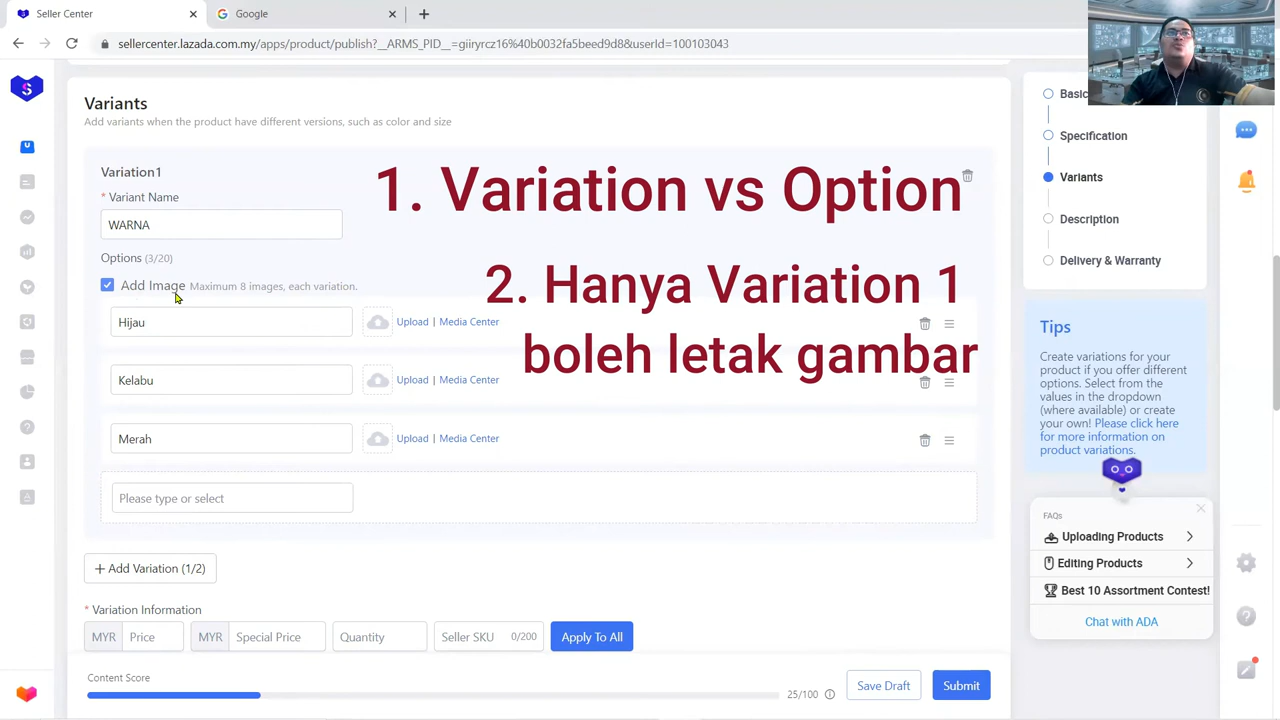 Seller Center
Google
sellercenter.lazada.com.my/apps/product/publish?_ABMS_PID__=giiryrcz16%40b0032fa5beed9d8&userId=100103043
Variants
Add variants when the product have different versions, such as color and size
Variation1
* Variant Name
WARNA
Options (3/20)
Add Image Maximum 8 images, each variation.
Hijau
Upload | Media Center
Kelabu
Upload | Media Center
Merah
Upload | Media Center
Please type or select
+ Add Variation (1/2)
* Variation Information
MYR Price MYR Special Price Quantity Seller SKU 0/200 Apply To All
Content Score
25/100
Save Draft
Submit
1. Variation vs Option
2. Hanya Variation 1
boleh letak gambar
Specification
Variants
Description
Delivery & Warranty
Tips
Create variations for your
product if you offer different
options. Select from the
values in the dropdown
(where available) or create
your own! Please click here
for more information on
product variations.
FAQs
Uploading Products
Editing Products
Best 10 Assortment Contest!
Chat with ADA